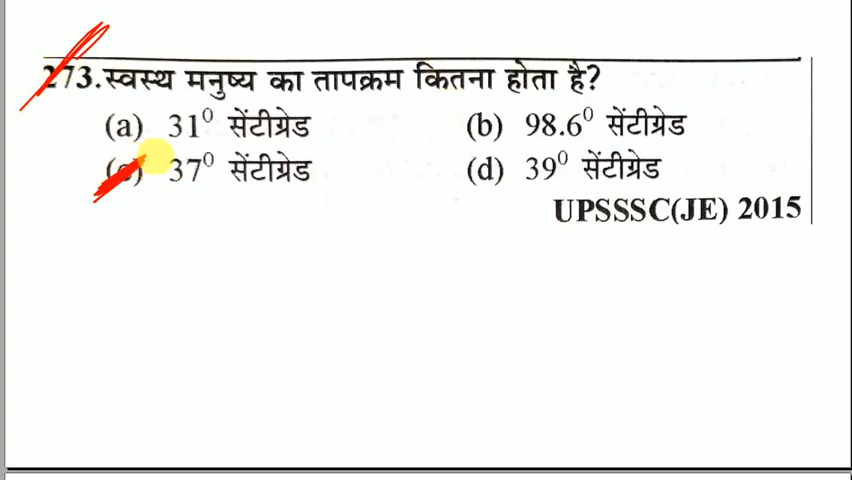 273. स्वस्थ मनुष्य का तापक्रम कितना होता है?
(a) 31⁰ सेंटीग्रेड (b) 98.6⁰ सेंटीग्रेड
(c) 37⁰ सेंटीग्रेड (d) 39⁰ सेंटीग्रेड
UPSSSC(JE) 2015